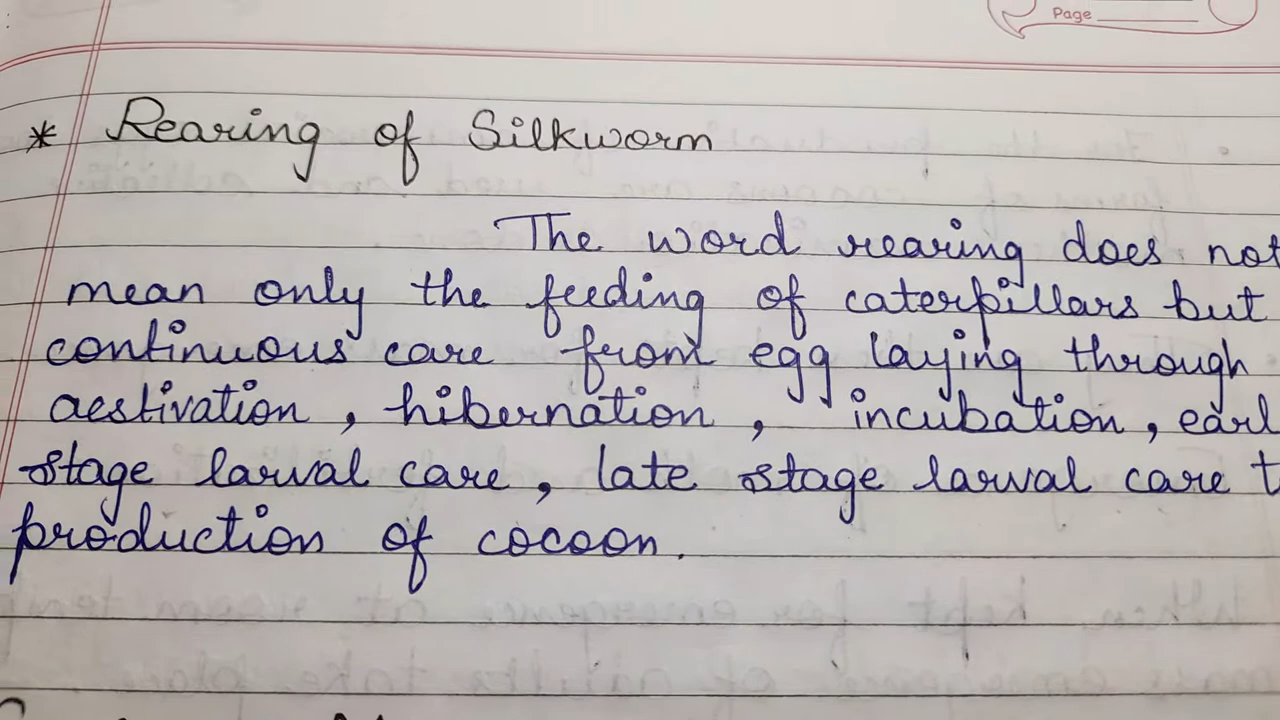 Page
* Rearing of Silkworm
The word rearing does not
mean only the feeding of caterpillars but
continuous care from egg laying through
aestivation, hibernation, incubation, earl
stage larval care, late stage larval care t
production of cocoon.